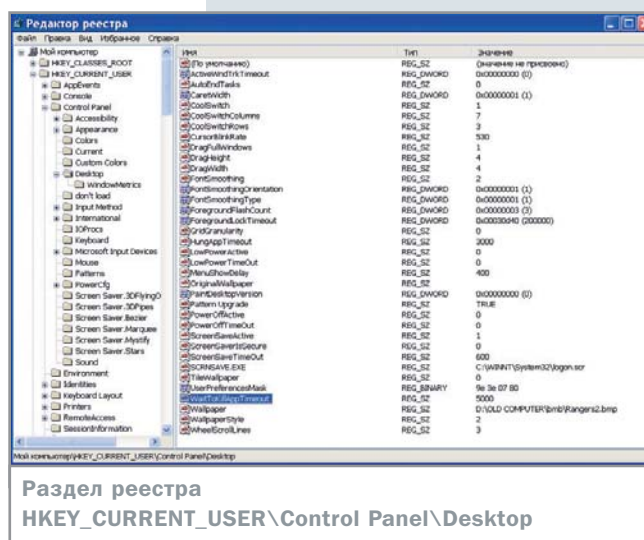 Редактор реестра
Файл Правка Вид Избранное Справка
Мой компьютер
HKEY_CLASSES_ROOT
HKEY_CURRENT_USER
AppEvents
Console
Control Panel
Accessibility
Appearance
Colors
Current
Custom Colors
Desktop
WindowMetrics
don't load
Input Method
International
IOProcs
Keyboard
Microsoft Input Devices
Mouse
Patterns
PowerCfg
Screen Saver.3DFlyingO
Screen Saver.3DPipes
Screen Saver.Bezier
Screen Saver.Marquee
Screen Saver.Mystify
Screen Saver.Stars
Sound
Environment
Identities
Keyboard Layout
Printers
RemoteAccess
SessionInformation
Имя Тип Значение
(По умолчанию) REG_SZ (значение не присвоено)
ActiveWndTrkTimeout REG_DWORD 0x00000000 (0)
AutoEndTasks REG_SZ 0
CaretWidth REG_DWORD 0x00000001 (1)
CoolSwitch REG_SZ 1
CoolSwitchColumns REG_SZ 7
CoolSwitchRows REG_SZ 3
CursorBlinkRate REG_SZ 530
DragFullWindows REG_SZ 1
DragHeight REG_SZ 4
DragWidth REG_SZ 4
FontSmoothing REG_SZ 2
FontSmoothingOrientation REG_DWORD 0x00000001 (1)
FontSmoothingType REG_DWORD 0x00000001 (1)
ForegroundFlashCount REG_DWORD 0x00000003 (3)
ForegroundLockTimeout REG_DWORD 0x00030d40 (200000)
GridGranularity REG_SZ 0
HungAppTimeout REG_SZ 3000
LowPowerActive REG_SZ 0
LowPowerTimeOut REG_SZ 0
MenuShowDelay REG_SZ 400
OriginalWallpaper REG_SZ
PaintDesktopVersion REG_DWORD 0x00000000 (0)
Pattern Upgrade REG_SZ TRUE
PowerOffActive REG_SZ 0
PowerOffTimeOut REG_SZ 0
ScreenSaveActive REG_SZ 1
ScreenSaverIsSecure REG_SZ 0
ScreenSaveTimeOut REG_SZ 600
SCRNSAVE.EXE REG_SZ C:\WINNT\System32\logon.scr
TileWallpaper REG_SZ 0
UserPreferencesMask REG_BINARY 9e 3e 07 80
WaitToKillAppTimeout REG_SZ 5000
Wallpaper REG_SZ D:\OLD COMPUTER\bmb\Rangers2.bmp
WallpaperStyle REG_SZ 2
WheelScrollLines REG_SZ 3
Мой компьютер\HKEY_CURRENT_USER\Control Panel\Desktop
Раздел реестра
HKEY_CURRENT_USER\Control Panel\Desktop